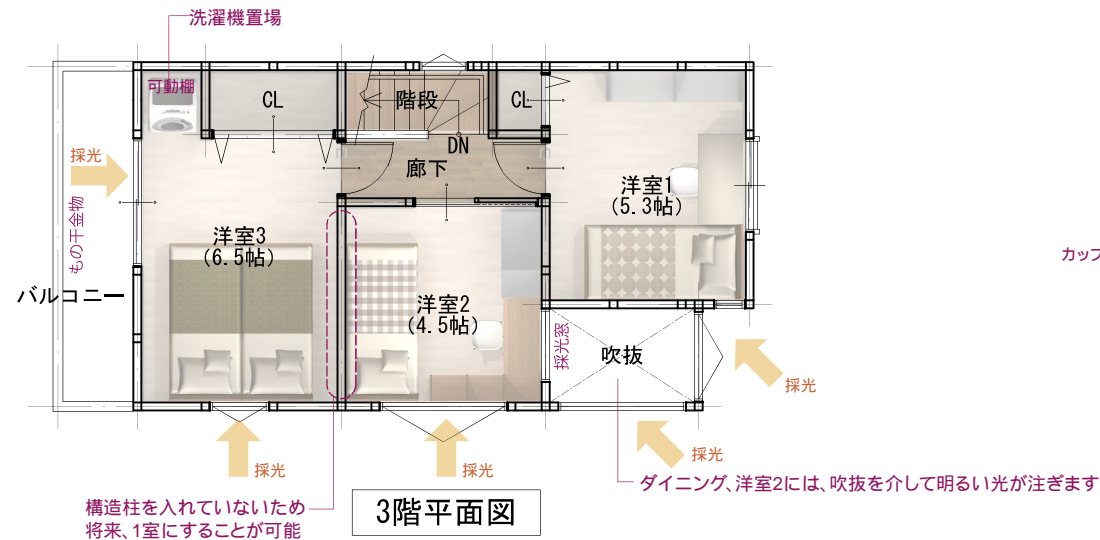 洗濯機置場
可動棚
CL
階段
CL
DN
廊下
採光
洋室1
(5.3帖)
もの干金物
洋室3
(6.5帖)
カップ
バルコニー
洋室2
(4.5帖)
採光窓
吹抜
採光
採光
採光
採光
ダイニング、洋室2には、吹抜を介して明るい光が注ぎます
構造柱を入れていないため
将来、1室にすることが可能
3階平面図